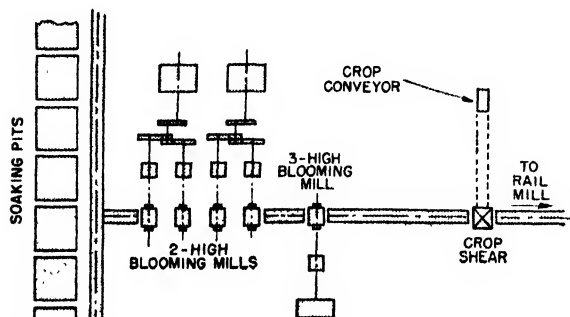 SOAKING PITS
CROP
CONVEYOR
3-HIGH
BLOOMING
MILL
TO
RAIL
MILL
2-HIGH
BLOOMING MILLS
CROP
SHEAR